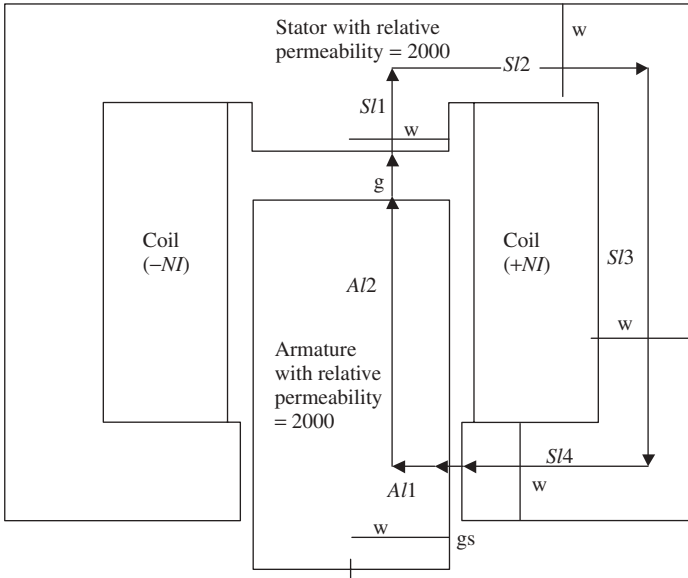 Stator with relative
permeability = 2000
w
Sl2
Sl1
w
g
Coil
(−NI)
Coil
(+NI)
Al2
Sl3
w
Armature
with relative
permeability
= 2000
Sl4
Al1
w
w
gs